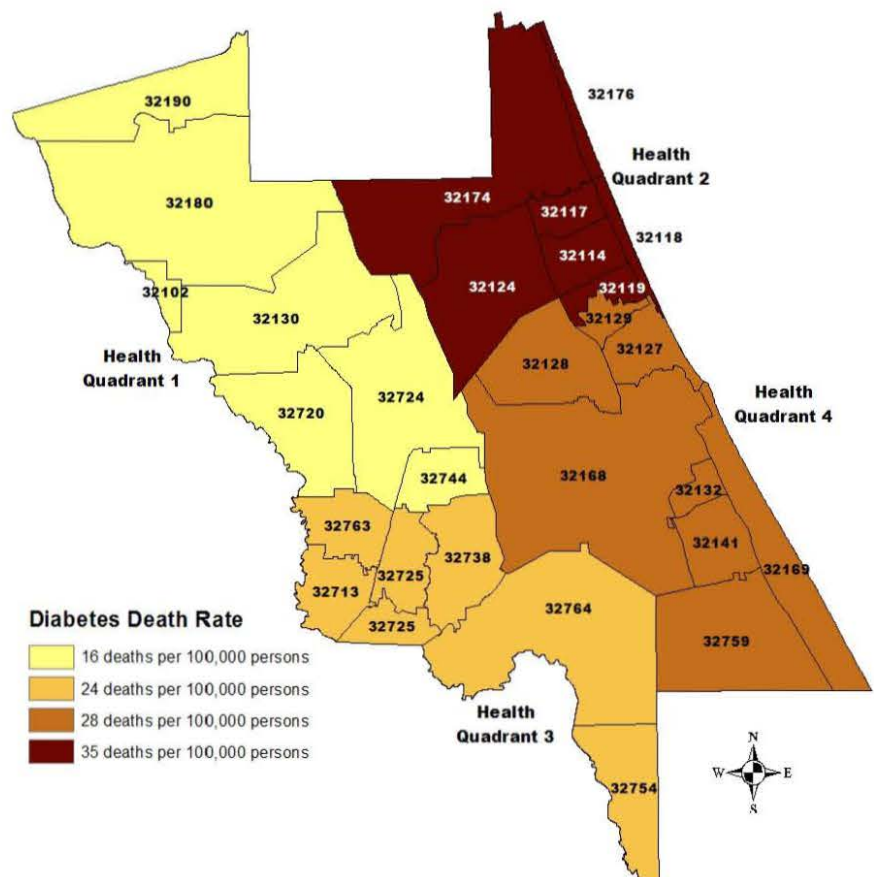 32190
32176
Health
Quadrant 2
32180
32174
32117
32118
32114
32102
32124
32119
32130
32129
32127
Health
Quadrant 1
32128
32724
32720
Health
Quadrant 4
32744
32168
32132
32763
32738
32141
32725
32713
32169
32764
32725
32759
Diabetes Death Rate
16 deaths per 100,000 persons
24 deaths per 100,000 persons
28 deaths per 100,000 persons
35 deaths per 100,000 persons
Health
Quadrant 3
32754
N
W
E
S